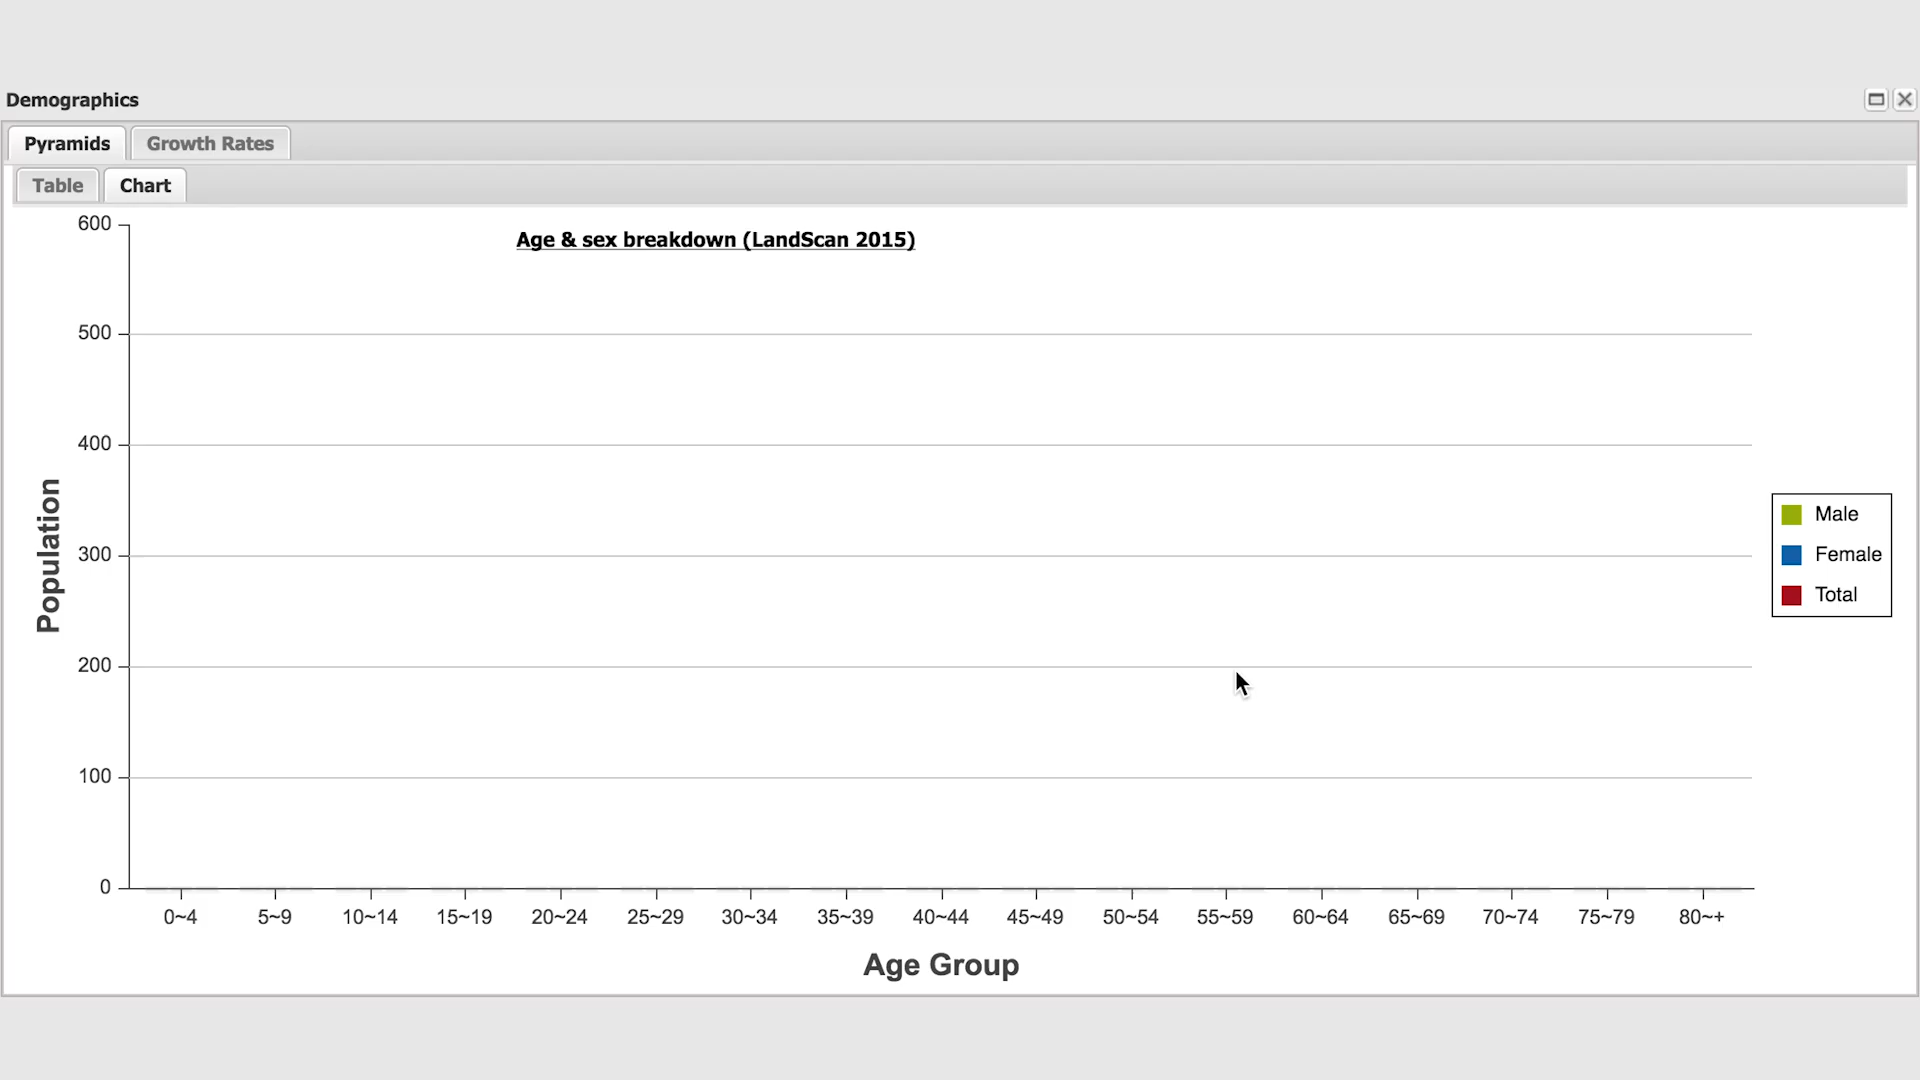 Demographics
Pyramids Growth Rates
Table Chart
Age & sex breakdown (LandScan 2015)
600
500
400
300
200
100
0
Population
Male
Female
Total
0~4 5~9 10~14 15~19 20~24 25~29 30~34 35~39 40~44 45~49 50~54 55~59 60~64 65~69 70~74 75~79 80~+
Age Group